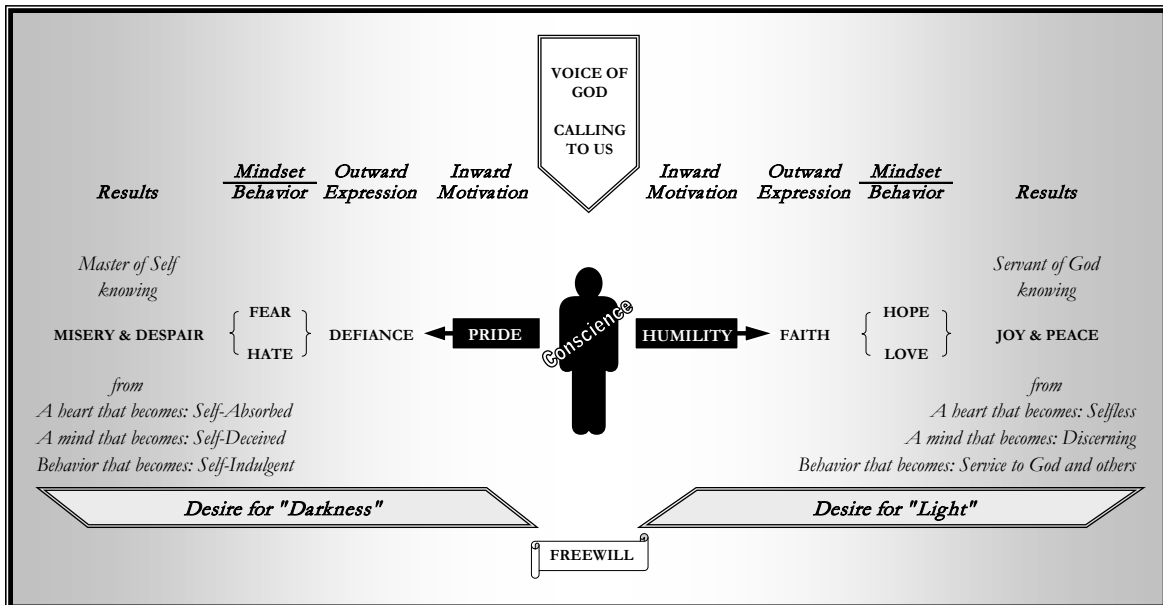 VOICE OF
GOD
CALLING
TO US
Results
Mindset
Behavior
Outward
Expression
Inward
Motivation
Inward
Motivation
Outward
Expression
Mindset
Behavior
Results
Master of Self
knowing
MISERY & DESPAIR
FEAR
HATE
DEFIANCE
PRIDE
Conscience
HUMILITY
FAITH
HOPE
LOVE
Servant of God
knowing
JOY & PEACE
from
A heart that becomes: Self-Absorbed
A mind that becomes: Self-Deceived
Behavior that becomes: Self-Indulgent
from
A heart that becomes: Selfless
A mind that becomes: Discerning
Behavior that becomes: Service to God and others
Desire for "Darkness"
Desire for "Light"
FREEWILL